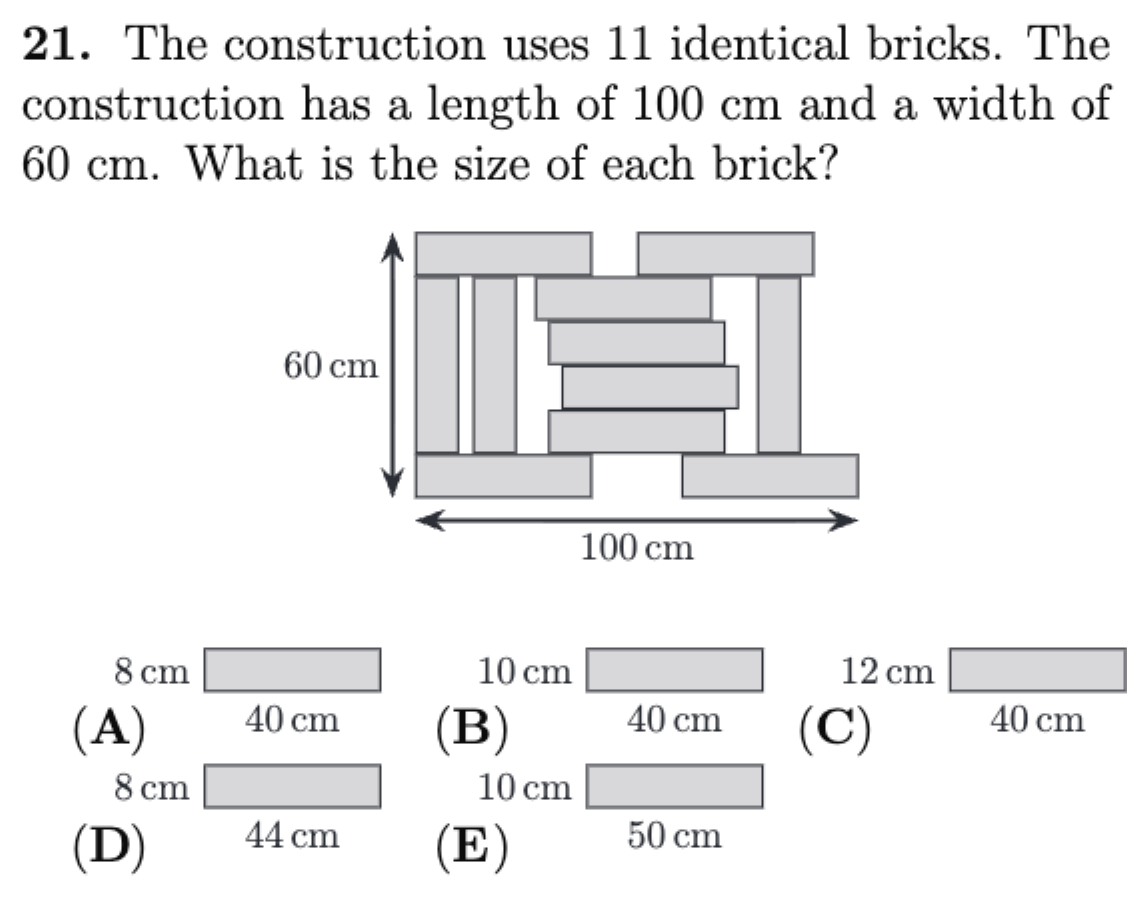 21. The construction uses 11 identical bricks. The
construction has a length of 100 cm and a width of
60 cm. What is the size of each brick?
60 cm
100 cm
8 cm
40 cm
(A)
10 cm
40 cm
(B)
12 cm
40 cm
(C)
8 cm
44 cm
(D)
10 cm
50 cm
(E)